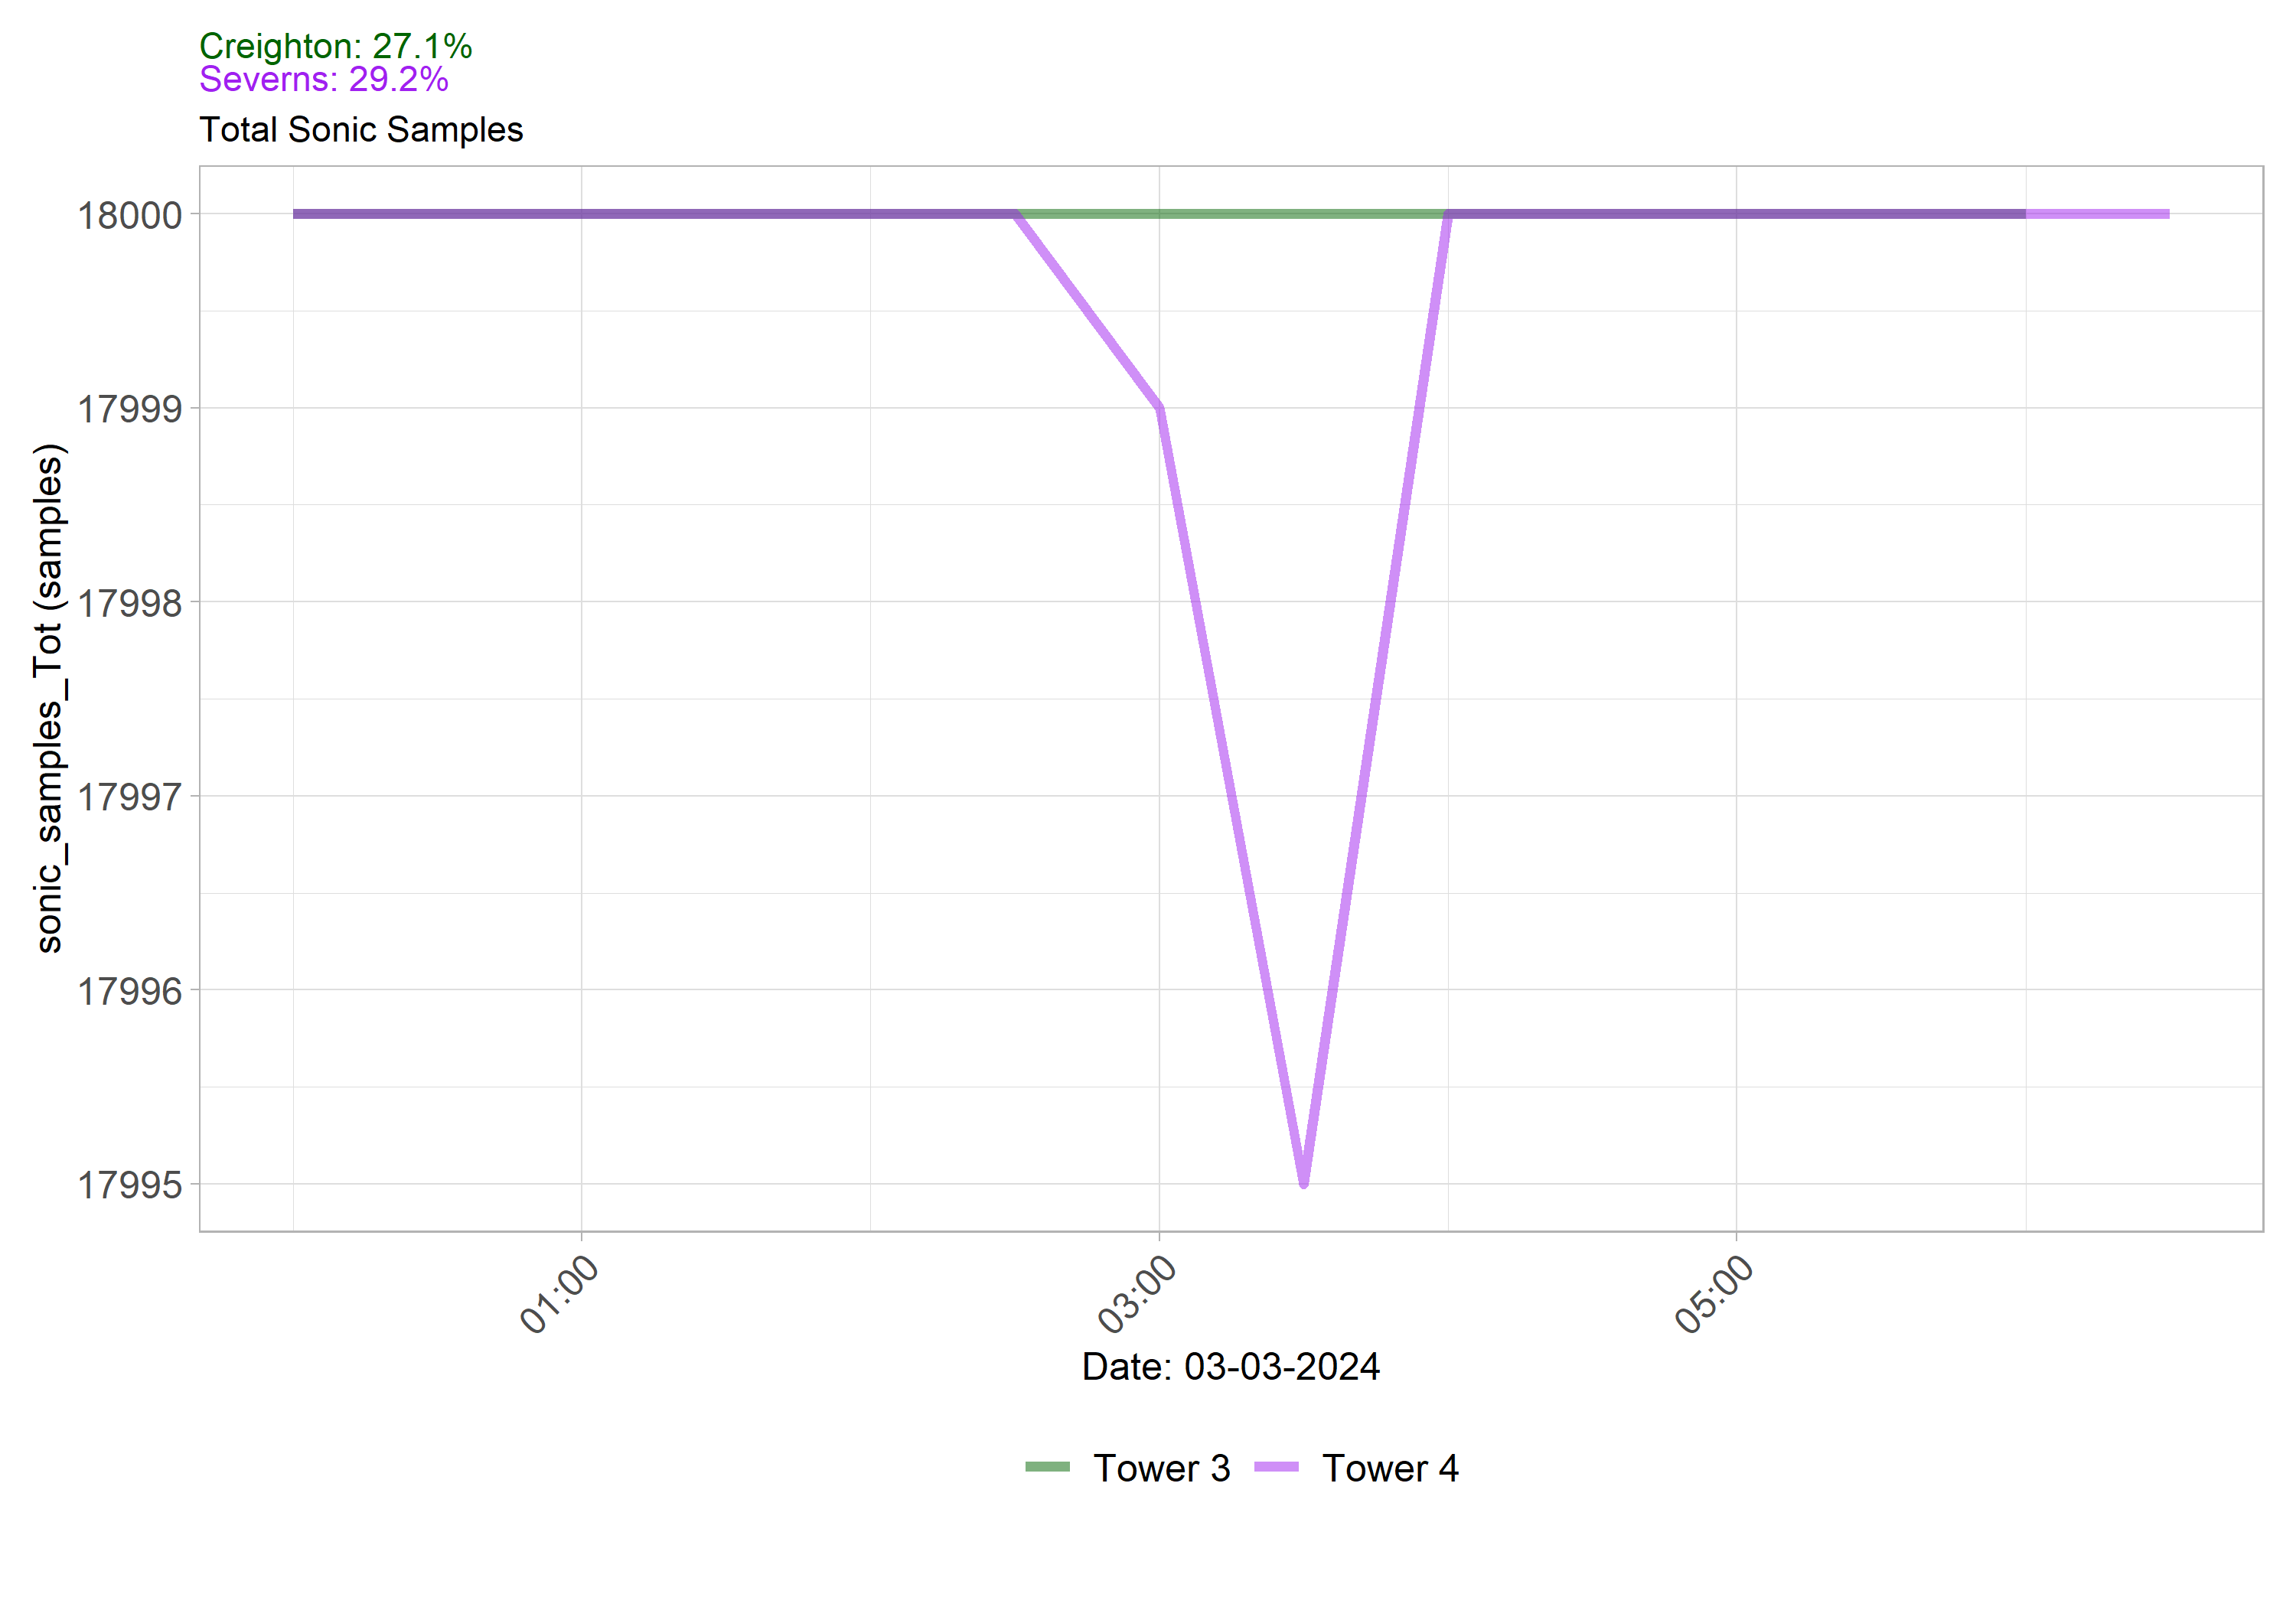 Creighton: 27.1%
Severns: 29.2%
Total Sonic Samples
sonic_samples_Tot (samples)
18000
17999
17998
17997
17996
17995
01:00
03:00
05:00
Date: 03-03-2024
Tower 3
Tower 4